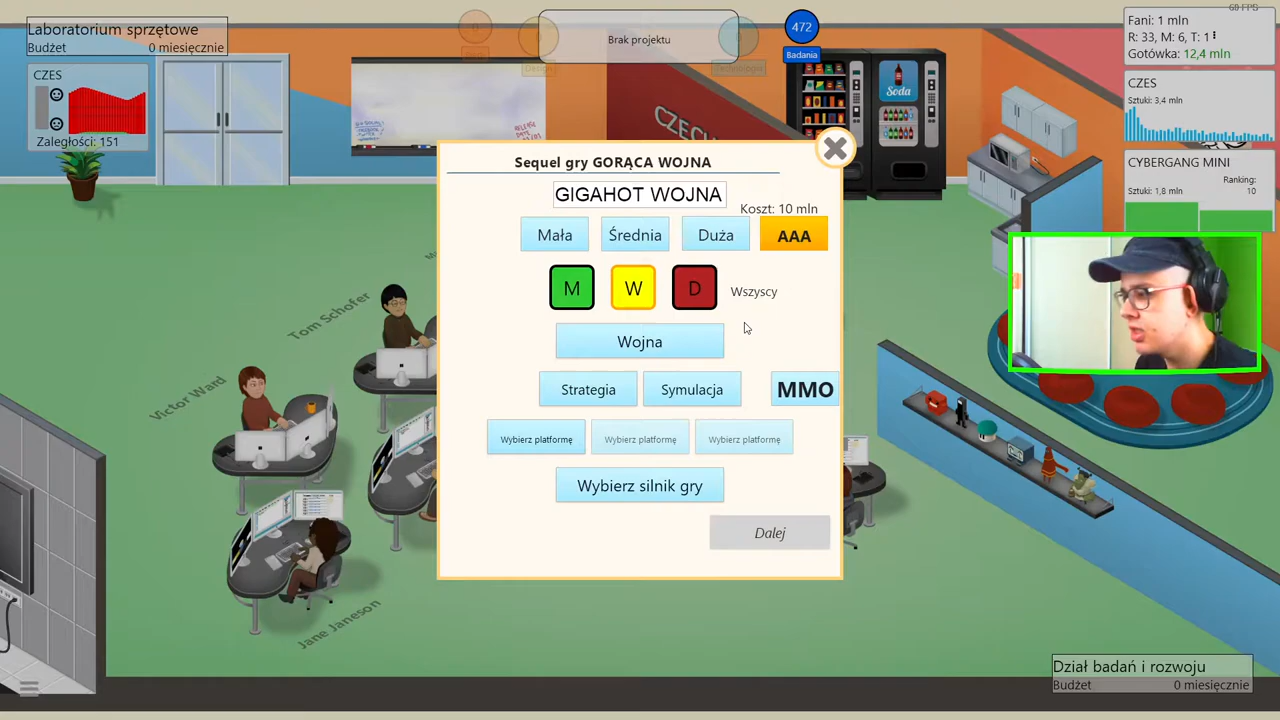 Laboratorium sprzętowe
Budżet 0 miesięcznie
CZES
Zaległości: 151
Brak projektu
472
Badania
Soda
68 FPS
Fani: 1 mln
R: 33, M: 6, T: 1
Gotówka: 12,4 mln
CZES
Sztuki: 3,4 mln
CYBERGANG MINI
Ranking:
Sztuki: 1,8 mln 10
RELEASE
CZECH
Sequel gry GORĄCA WOJNA
GIGAHOT WOJNA
Koszt: 10 mln
Mała Średnia Duża AAA
M W D Wszyscy
Wojna
Strategia Symulacja MMO
Wybierz platformę Wybierz platformę Wybierz platformę
Wybierz silnik gry
Dalej
Tom Schofer
Victor Ward
Jane Janeson
Dział badań i rozwoju
Budżet 0 miesięcznie